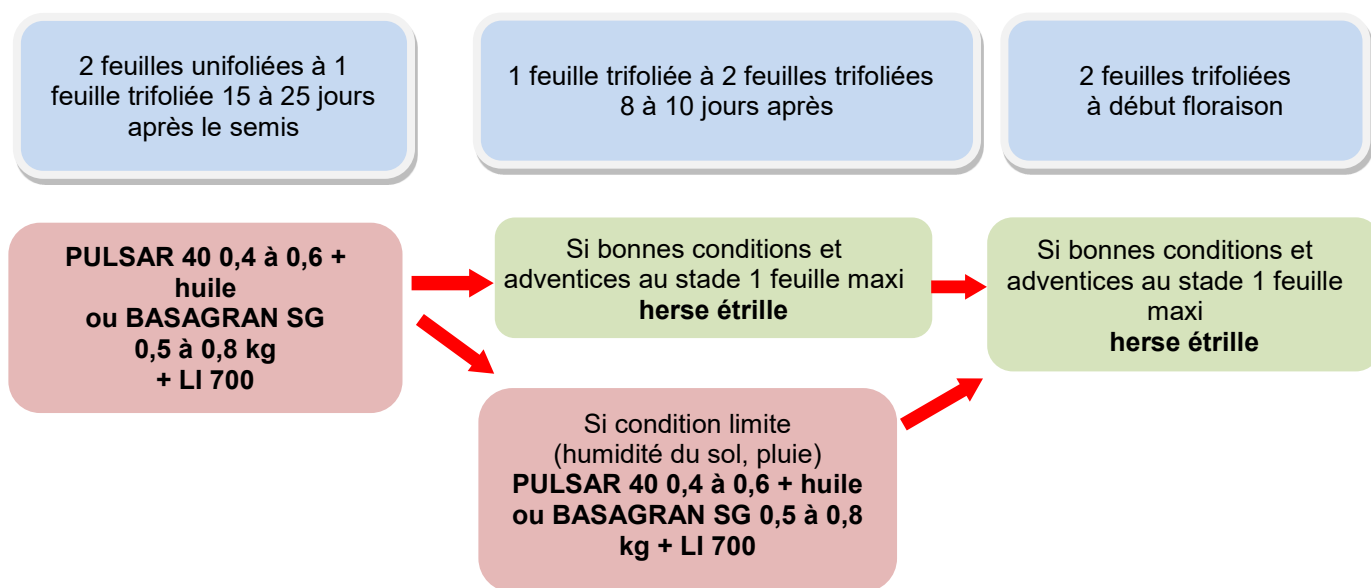 2 feuilles unifoliées à 1
feuille trifoliée 15 à 25 jours
après le semis
1 feuille trifoliée à 2 feuilles trifoliées
8 à 10 jours après
2 feuilles trifoliées
à début floraison
PULSAR 40 0,4 à 0,6 +
huile
ou BASAGRAN SG
0,5 à 0,8 kg
+ LI 700
Si bonnes conditions et
adventices au stade 1 feuille maxi
herse étrille
Si bonnes conditions et
adventices au stade 1 feuille
maxi
herse étrille
Si condition limite
(humidité du sol, pluie)
PULSAR 40 0,4 à 0,6 + huile
ou BASAGRAN SG 0,5 à 0,8
kg + LI 700